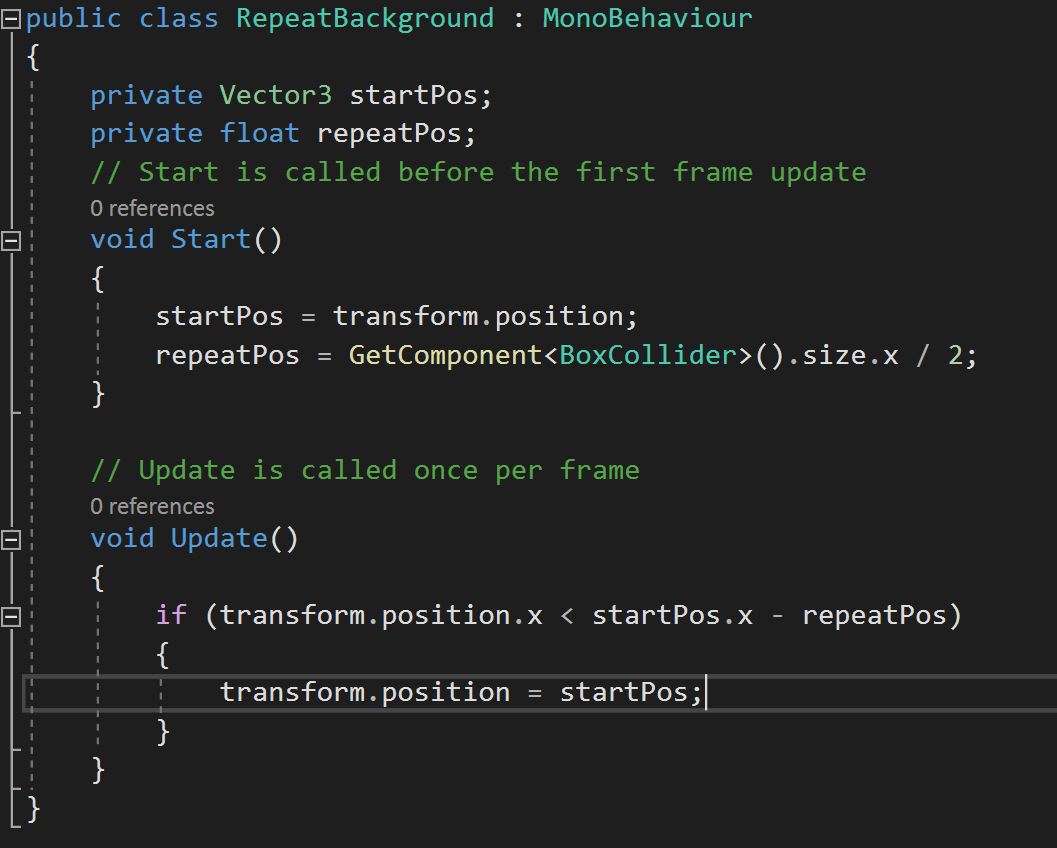 public class RepeatBackground : MonoBehaviour
{
    private Vector3 startPos;
    private float repeatPos;
    // Start is called before the first frame update
    0 references
    void Start()
    {
        startPos = transform.position;
        repeatPos = GetComponent<BoxCollider>().size.x / 2;
    }

    // Update is called once per frame
    0 references
    void Update()
    {
        if (transform.position.x < startPos.x - repeatPos)
        {
            transform.position = startPos;
        }
    }
}